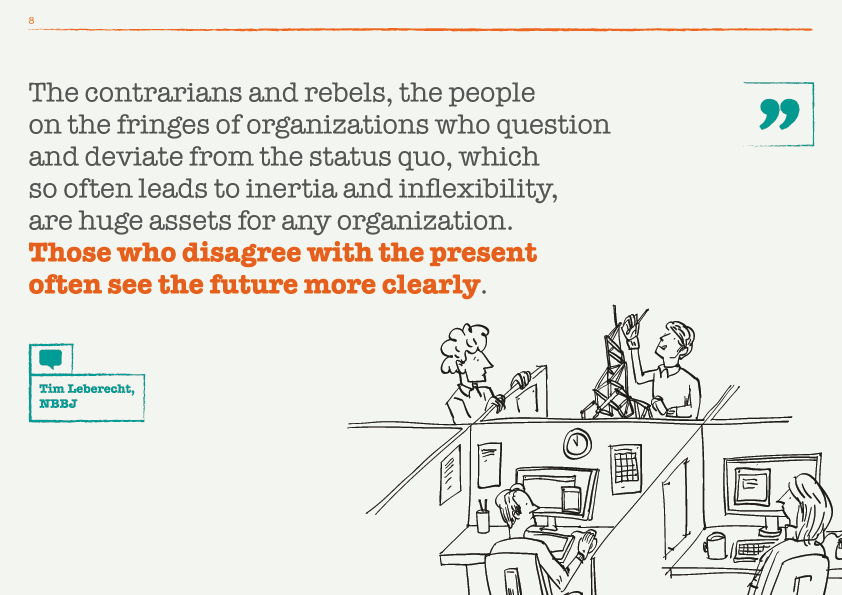 8
The contrarians and rebels, the people
on the fringes of organizations who question
and deviate from the status quo, which
so often leads to inertia and inflexibility,
are huge assets for any organization.
Those who disagree with the present
often see the future more clearly.
”
Tim Leberecht,
NBBJ